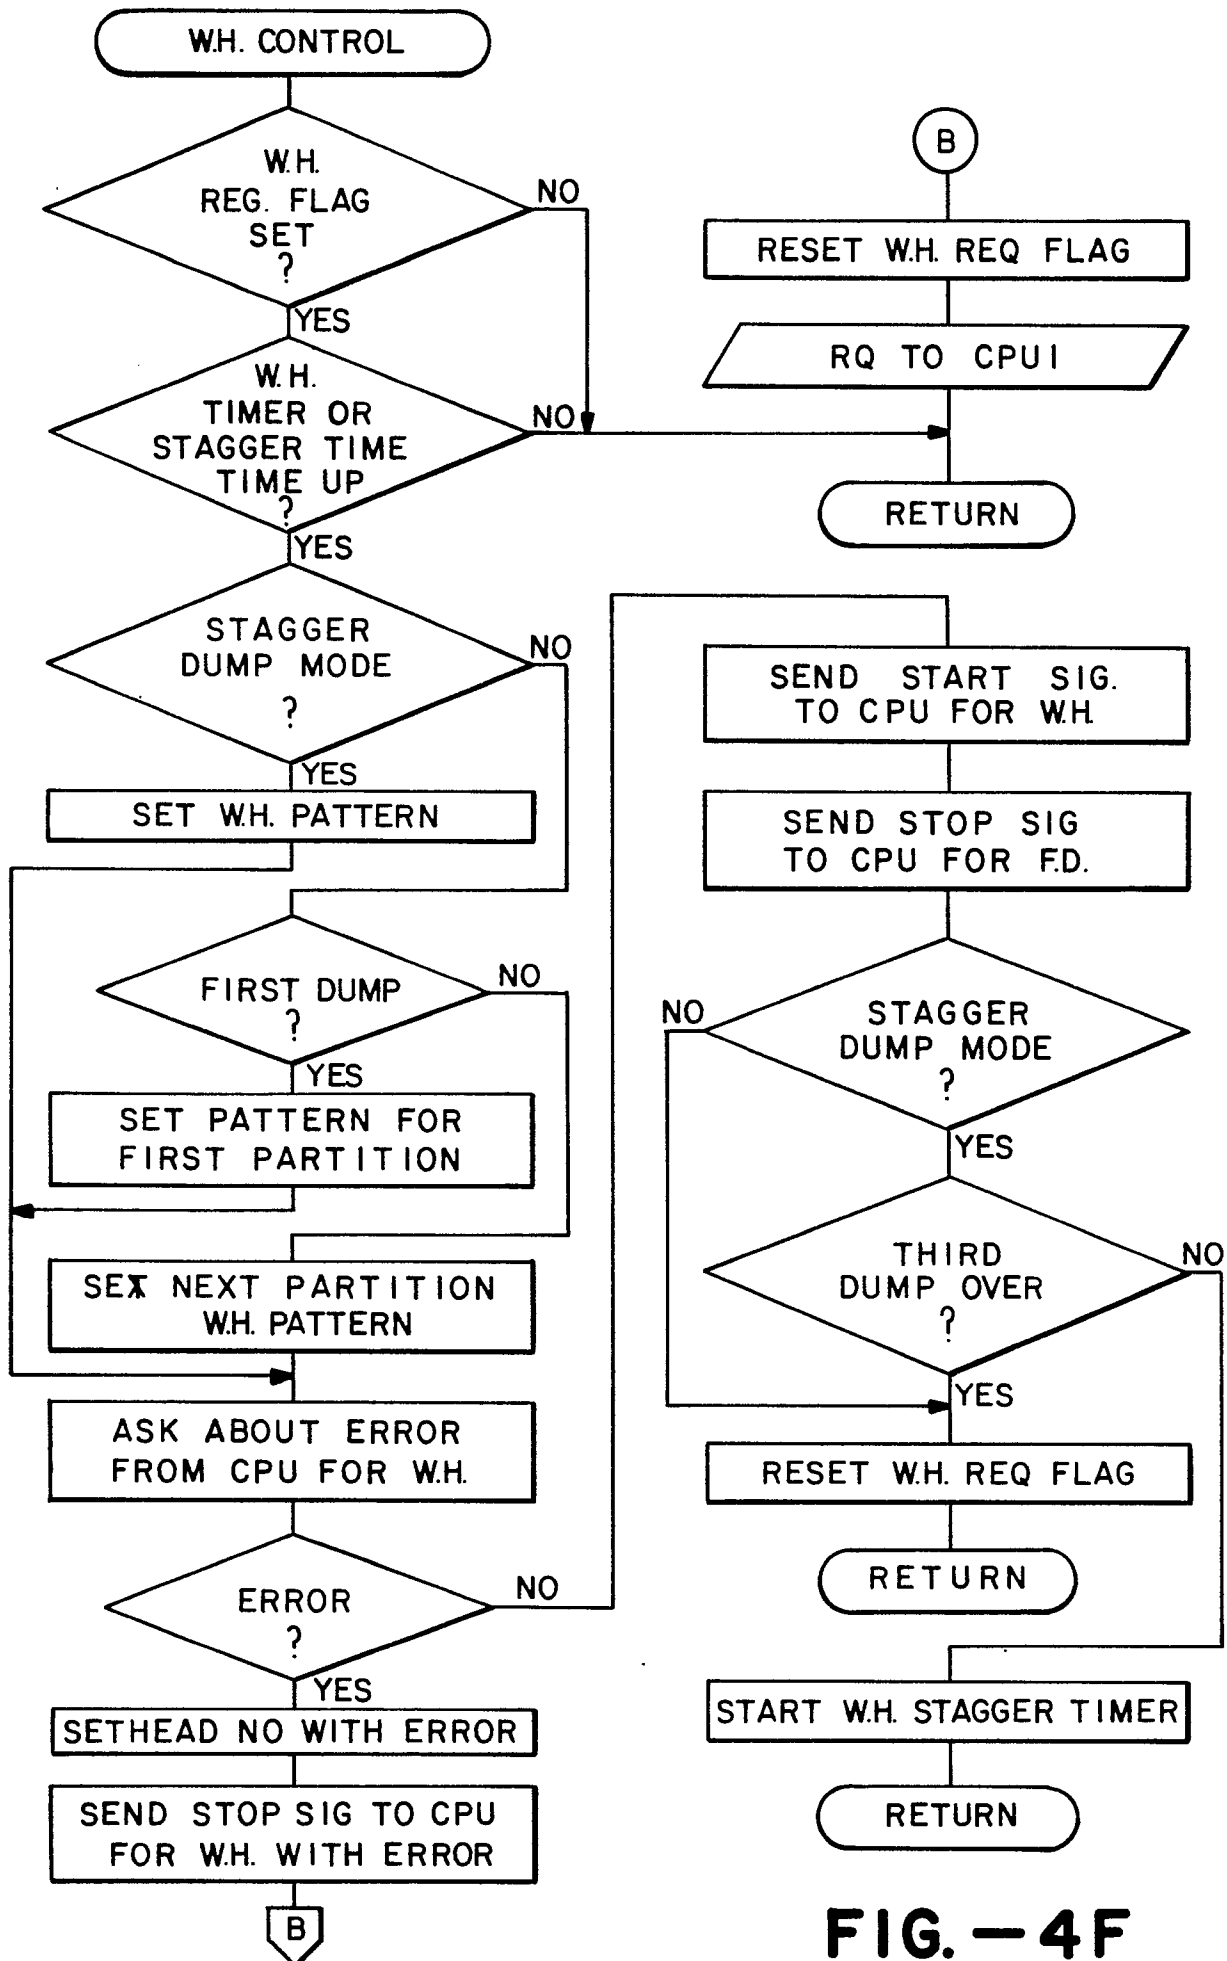 W.H. CONTROL
W.H.
REG. FLAG
SET
?
NO
YES
W.H.
TIMER OR
STAGGER TIME
TIME UP
?
NO
YES
STAGGER
DUMP MODE
?
NO
YES
SET W.H. PATTERN
FIRST DUMP
?
NO
YES
SET PATTERN FOR
FIRST PARTITION
SET NEXT PARTITION
W.H. PATTERN
ASK ABOUT ERROR
FROM CPU FOR W.H.
ERROR
?
NO
YES
SETHEAD NO WITH ERROR
SEND STOP SIG TO CPU
FOR W.H. WITH ERROR
B
B
RESET W.H. REQ FLAG
RQ TO CPU1
RETURN
SEND START SIG.
TO CPU FOR W.H.
SEND STOP SIG
TO CPU FOR F.D.
STAGGER
DUMP MODE
?
NO
YES
THIRD
DUMP OVER
?
NO
YES
RESET W.H. REQ FLAG
RETURN
START W.H. STAGGER TIMER
RETURN
FIG.—4F